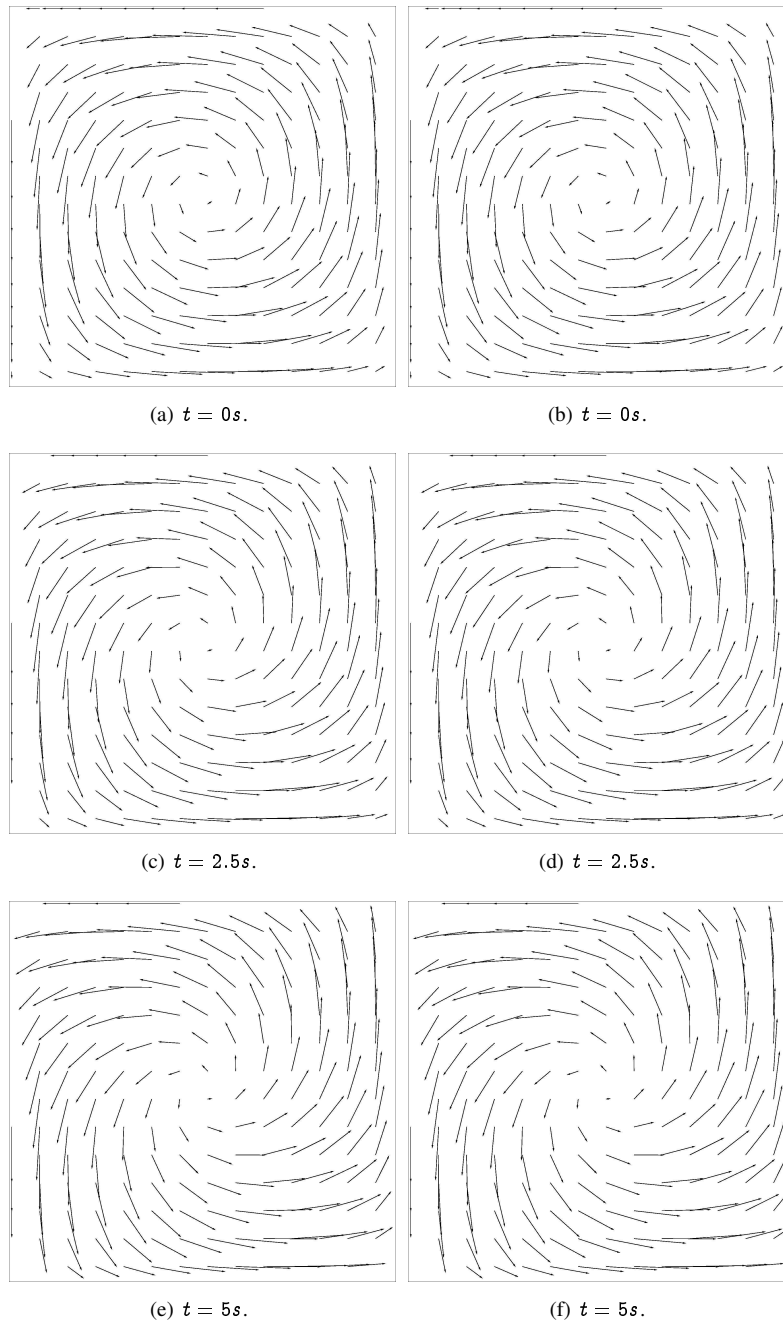 (a) t = 0s.
(b) t = 0s.
(c) t = 2.5s.
(d) t = 2.5s.
(e) t = 5s.
(f) t = 5s.